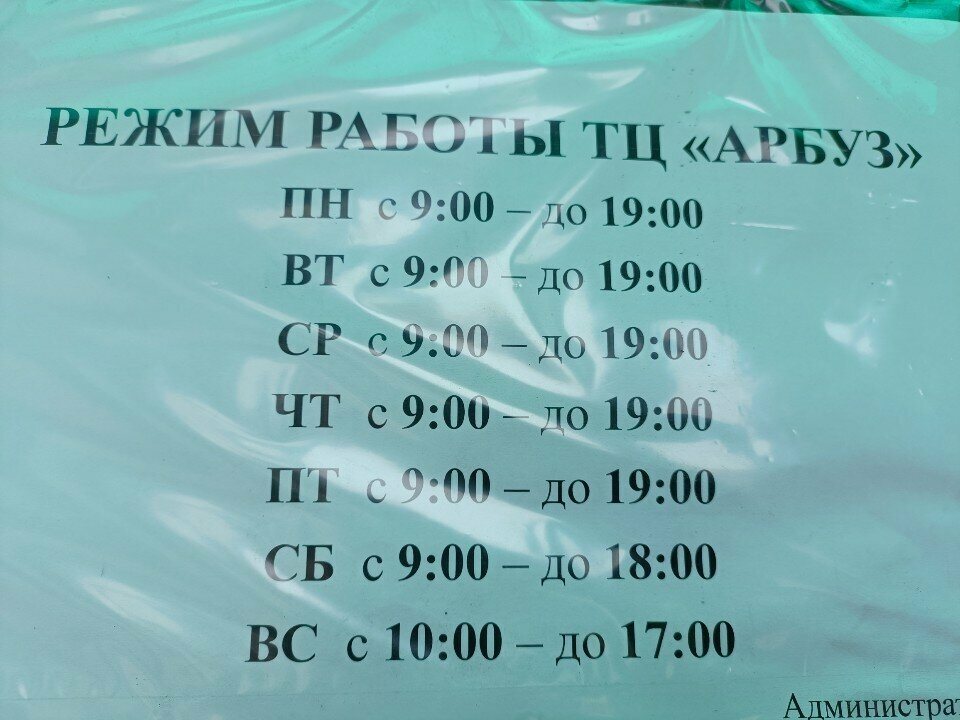 РЕЖИМ РАБОТЫ ТЦ «АРБУЗ»
ПН с 9:00 – до 19:00
ВТ с 9:00 – до 19:00
СР с 9:00 – до 19:00
ЧТ с 9:00 – до 19:00
ПТ с 9:00 – до 19:00
СБ с 9:00 – до 18:00
ВС с 10:00 – до 17:00